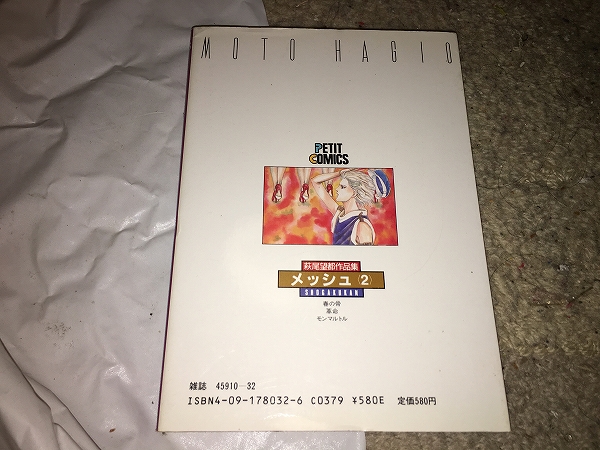 MOTO HAGIO
PETIT
COMICS
萩尾望都作品集
メッシュ(2)
SHOGAKUKAN
春の骨
革命
モンマルトル
雑誌 45910-32
ISBN4-09-178032-6 C0379 ¥580E 定価580円